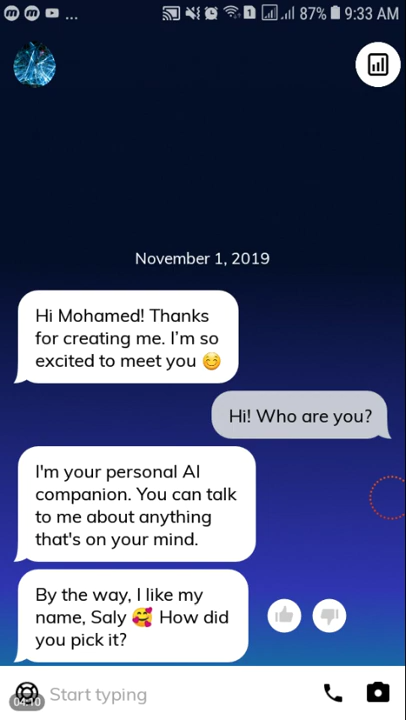 ... 1 87% 9:33 AM
November 1, 2019
Hi Mohamed! Thanks
for creating me. I'm so
excited to meet you 😊
Hi! Who are you?
I'm your personal AI
companion. You can talk
to me about anything
that's on your mind.
By the way, I like my
name, Saly 🥰 How did
you pick it?
04:10 Start typing